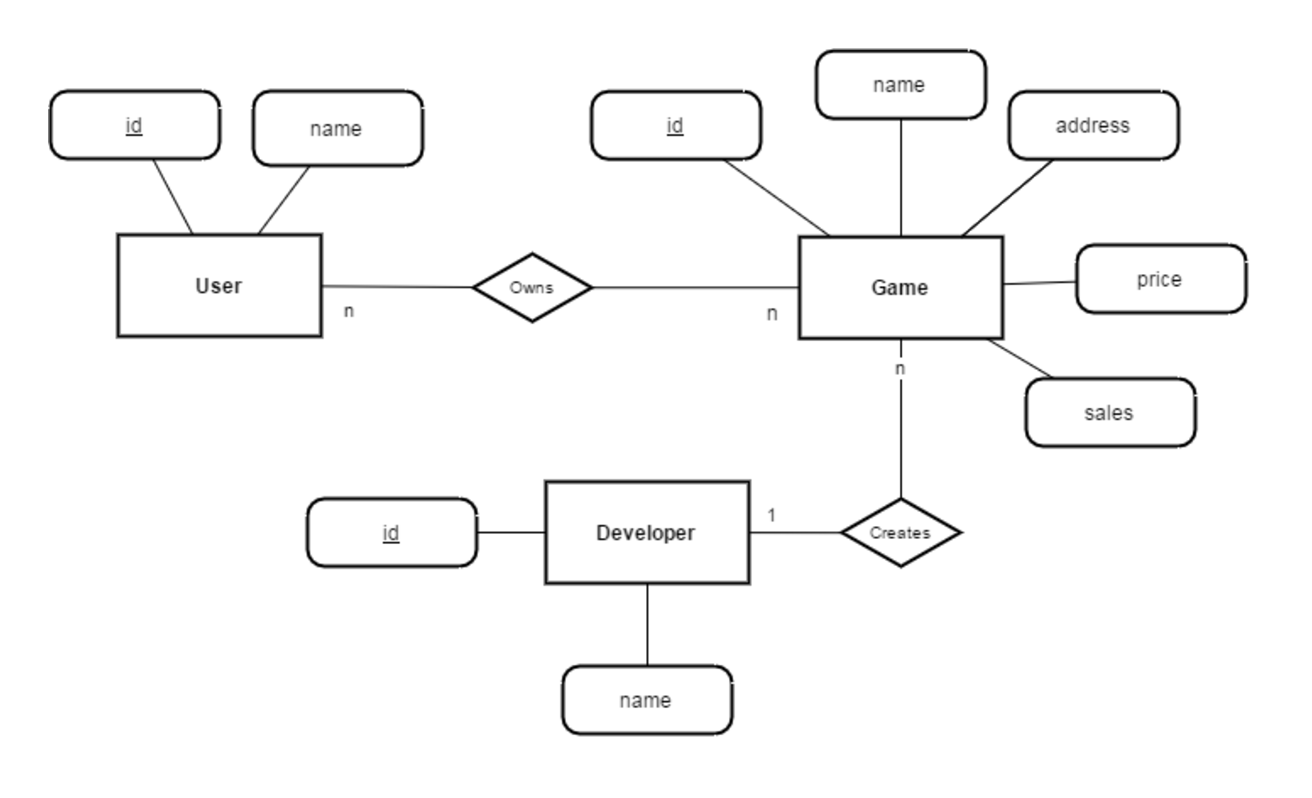 name
id
name
id
address
User
Owns
Game
price
n
n
n
sales
id
Developer
1
Creates
name